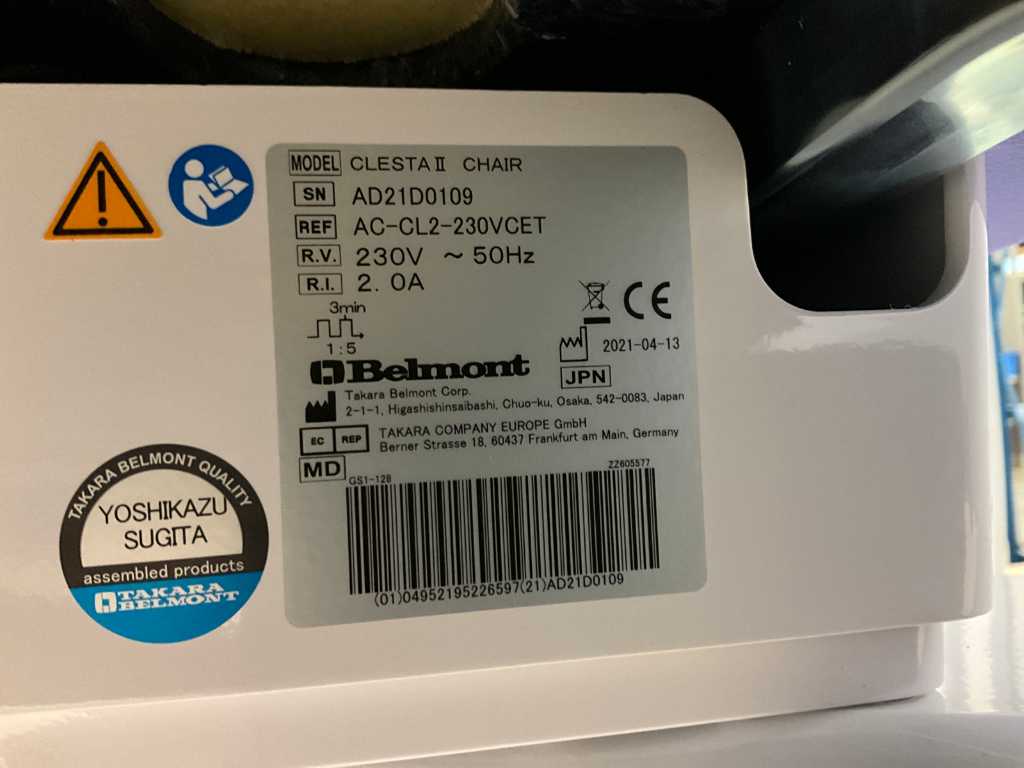 MODEL CLESTA II CHAIR
SN AD21D0109
REF AC-CL2-230VCET
R.V. 230V ~ 50Hz
R.I. 2.0A
3min
1:5
CE
2021-04-13
Belmont
JPN
Takara Belmont Corp.
2-1-1, Higashishinsaibashi, Chuo-ku, Osaka, 542-0083, Japan
EC REP TAKARA COMPANY EUROPE GmbH
Berner Strasse 18, 60437 Frankfurt am Main, Germany
MD
GS1-128 ZZ605577
(01)04952195226597(21)AD21D0109
TAKARA BELMONT QUALITY
YOSHIKAZU
SUGITA
assembled products
TAKARA
BELMONT